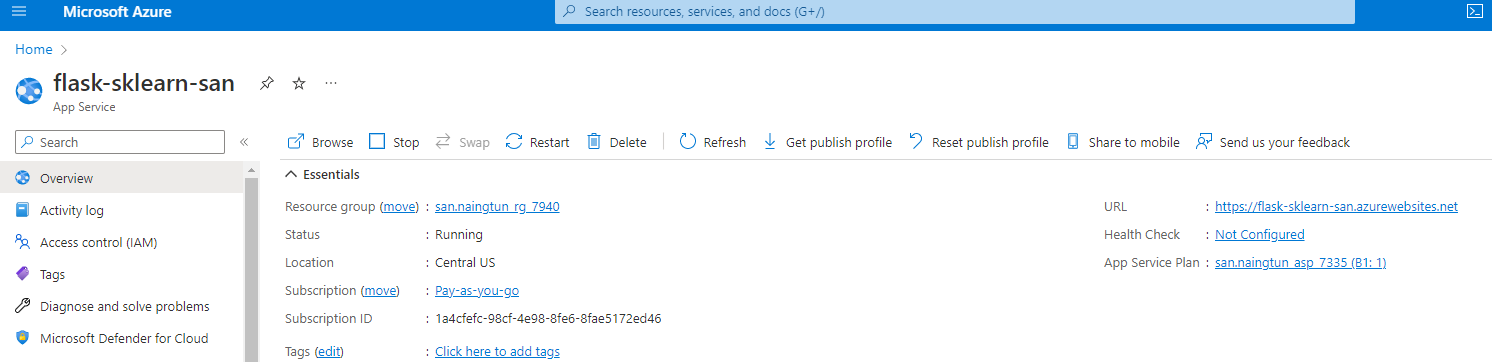 Microsoft Azure
Search resources, services, and docs (G+/)
Home
flask-sklearn-san
App Service
Search
Browse Stop Swap Restart Delete Refresh Get publish profile Reset publish profile Share to mobile Send us your feedback
Overview
Activity log
Access control (IAM)
Tags
Diagnose and solve problems
Microsoft Defender for Cloud
Essentials
Resource group (move) : san.naingtun_rg_7940
Status : Running
Location : Central US
Subscription (move) : Pay-as-you-go
Subscription ID : 1a4cfefc-98cf-4e98-8fe6-8fae5172ed46
Tags (edit) : Click here to add tags
URL : https://flask-sklearn-san.azurewebsites.net
Health Check : Not Configured
App Service Plan : san.naingtun_asp_7335 (B1: 1)